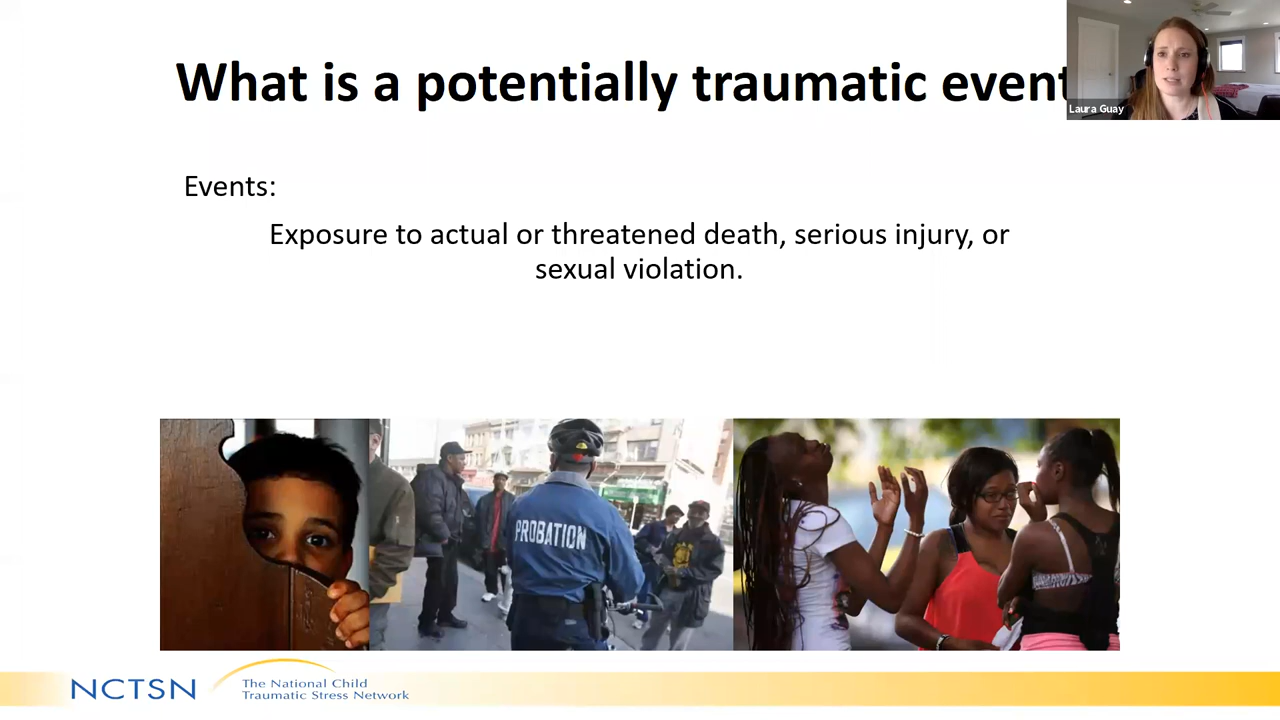 What is a potentially traumatic event
Laura Guay
Events:
Exposure to actual or threatened death, serious injury, or
sexual violation.
PROBATION
NCTSN
The National Child
Traumatic Stress Network